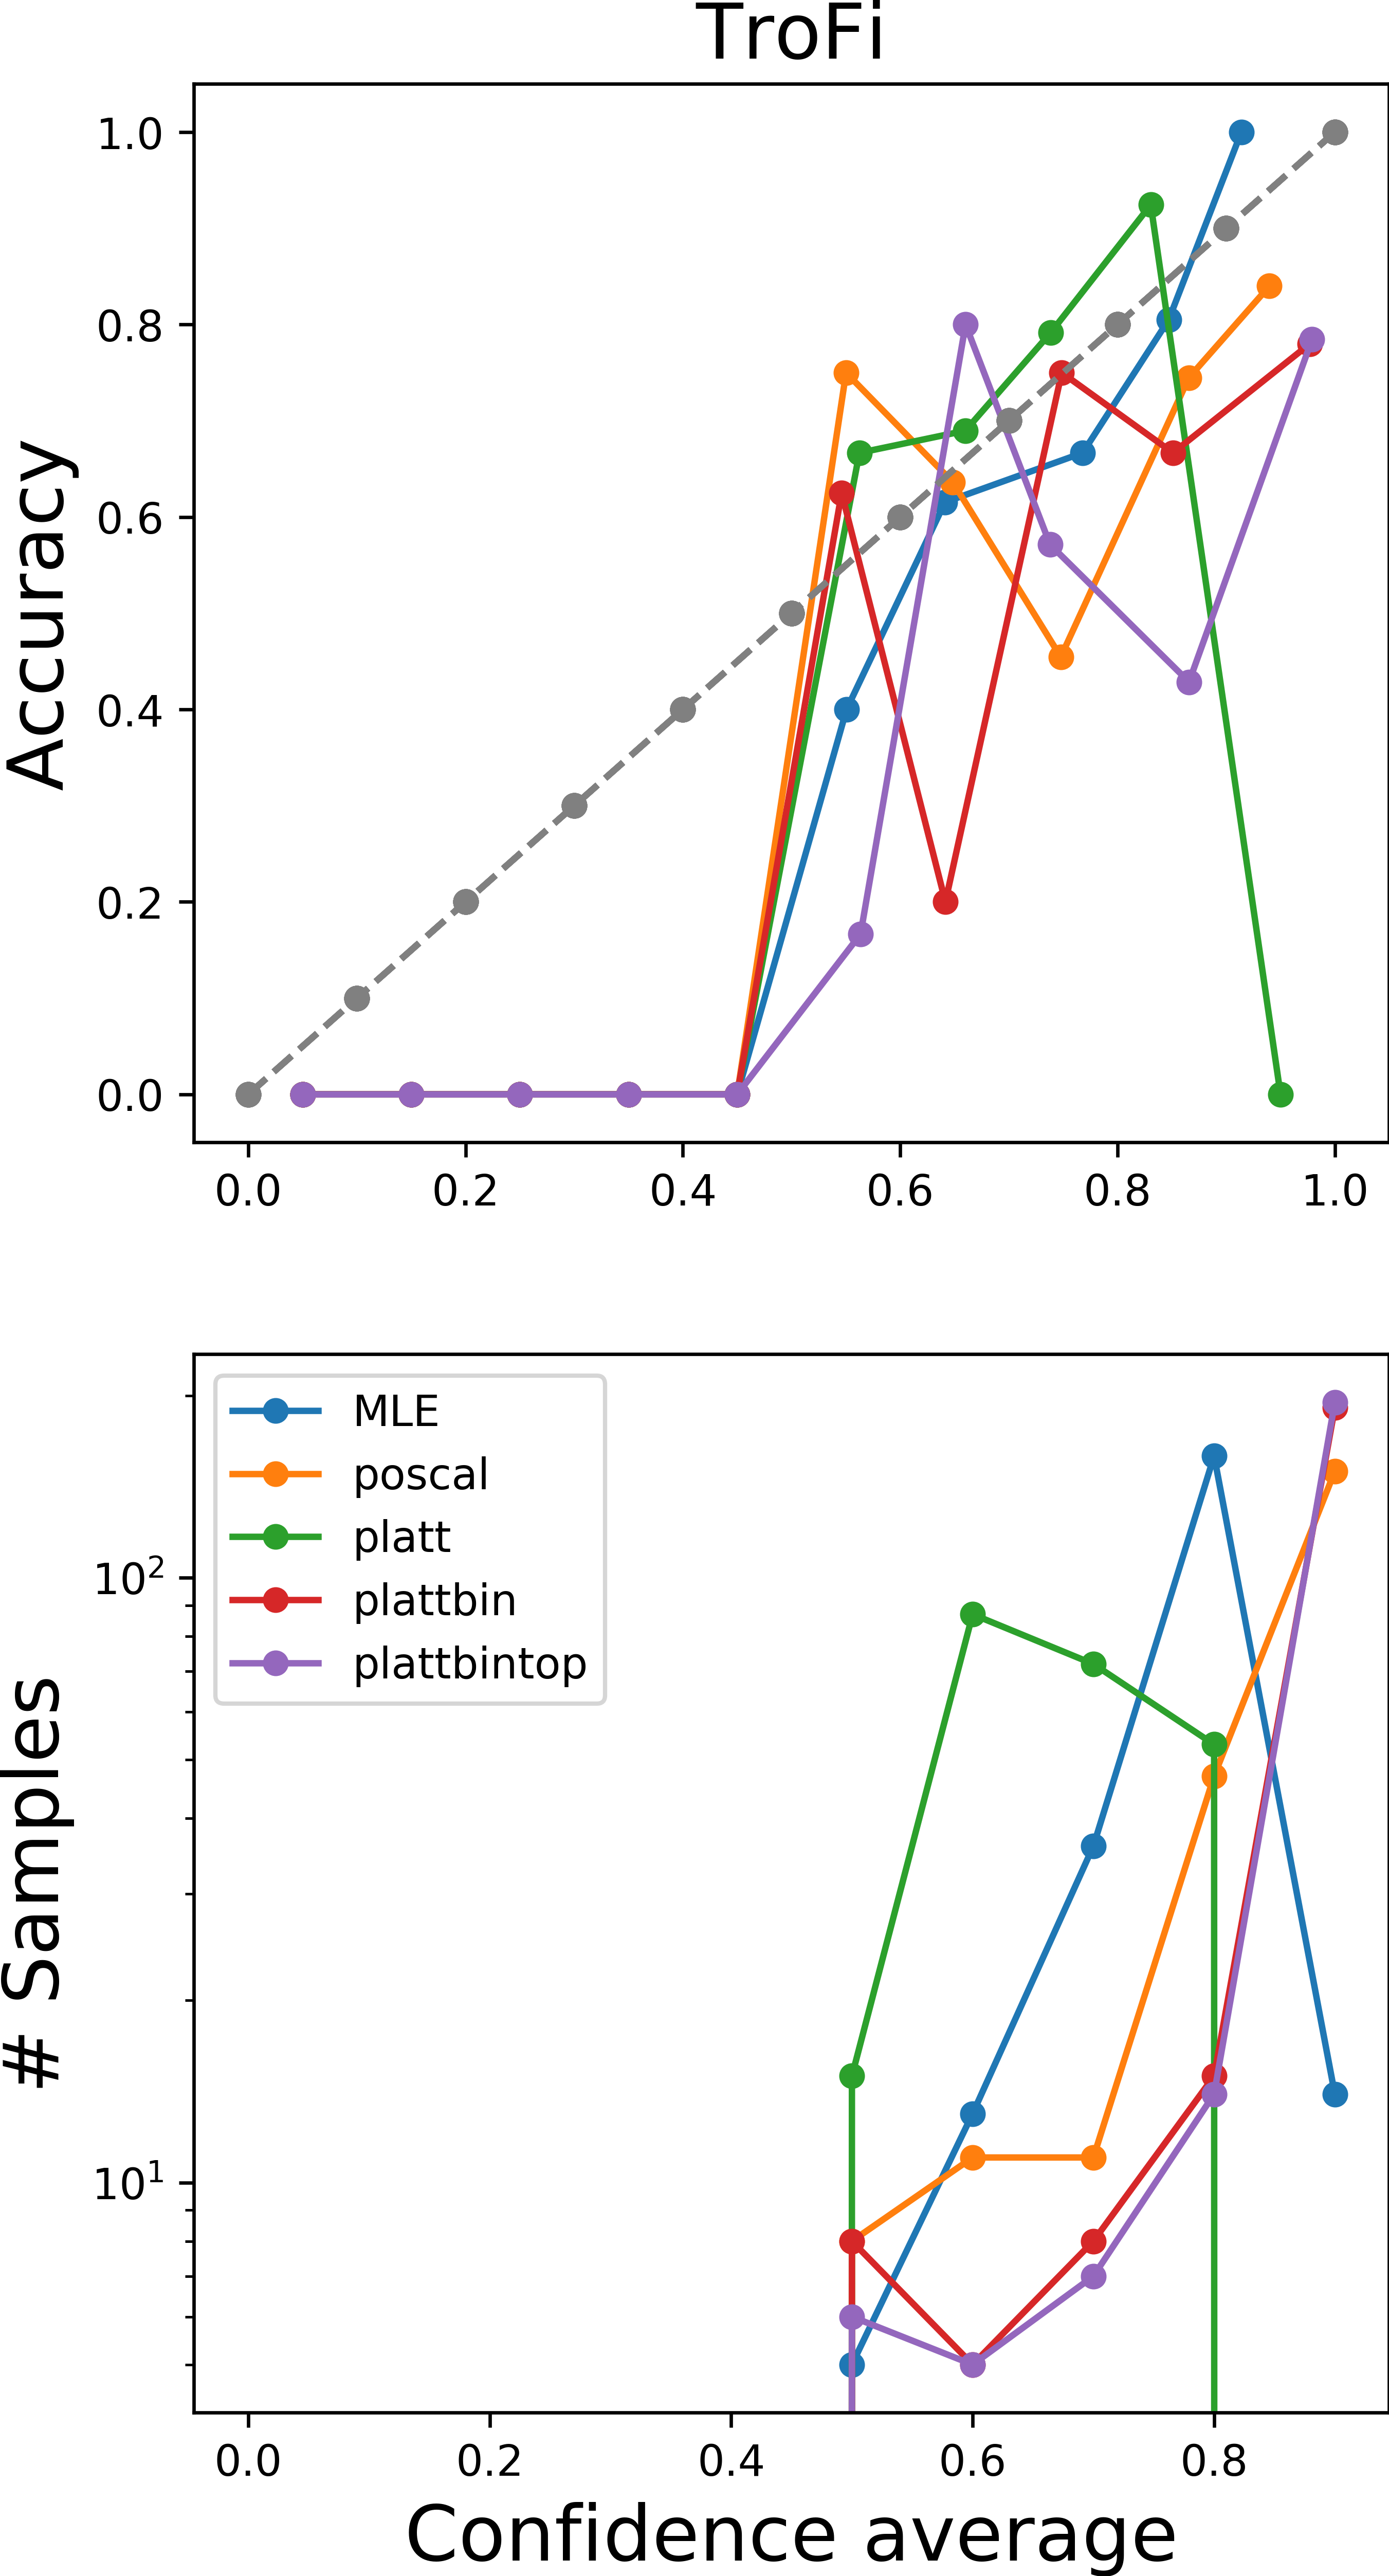 TroFi
Accuracy
1.0
0.8
0.6
0.4
0.2
0.0
0.0 0.2 0.4 0.6 0.8 1.0
# Samples
MLE
poscal
platt
plattbin
plattbintop
10²
10¹
0.0 0.2 0.4 0.6 0.8
Confidence average